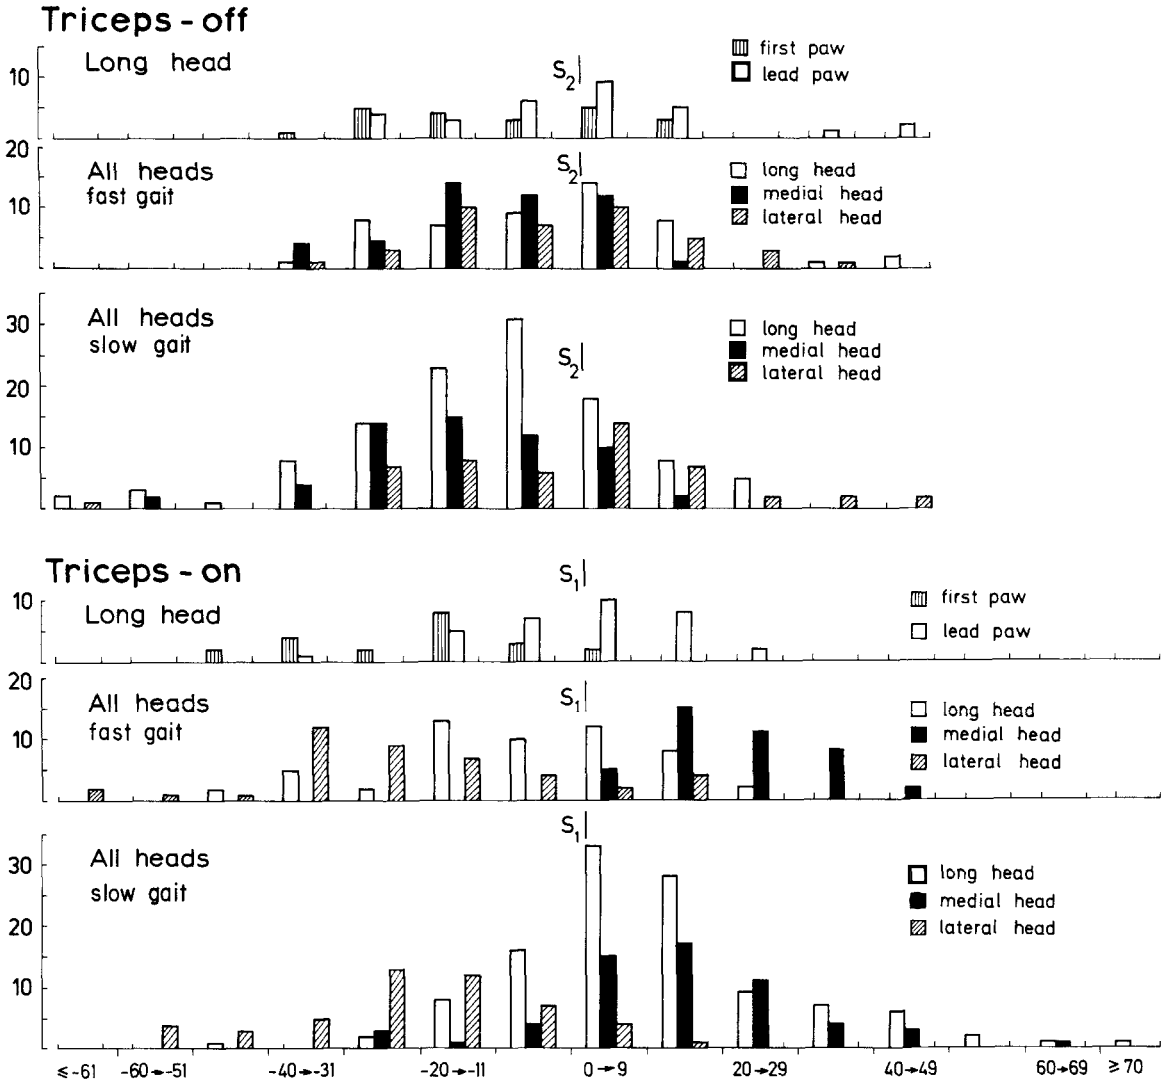 Triceps - off
Long head
S2
first paw
lead paw
10
20
All heads
fast gait
S2
long head
medial head
lateral head
10
All heads
slow gait
S2
long head
medial head
lateral head
30
20
10
Triceps - on
Long head
S1
first paw
lead paw
10
20
All heads
fast gait
S1
long head
medial head
lateral head
10
All heads
slow gait
S1
long head
medial head
lateral head
30
20
10
≤-61 -60→-51 -40→-31 -20→-11 0→9 20→29 40→49 60→69 ≥70